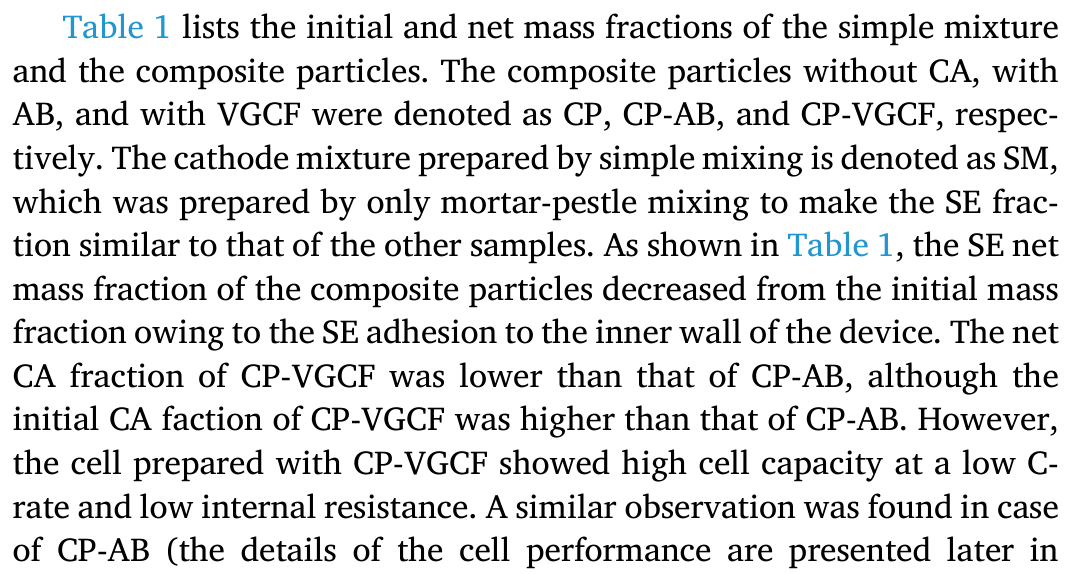 Table 1 lists the initial and net mass fractions of the simple mixture
and the composite particles. The composite particles without CA, with
AB, and with VGCF were denoted as CP, CP-AB, and CP-VGCF, respec-
tively. The cathode mixture prepared by simple mixing is denoted as SM,
which was prepared by only mortar-pestle mixing to make the SE frac-
tion similar to that of the other samples. As shown in Table 1, the SE net
mass fraction of the composite particles decreased from the initial mass
fraction owing to the SE adhesion to the inner wall of the device. The net
CA fraction of CP-VGCF was lower than that of CP-AB, although the
initial CA faction of CP-VGCF was higher than that of CP-AB. However,
the cell prepared with CP-VGCF showed high cell capacity at a low C-
rate and low internal resistance. A similar observation was found in case
of CP-AB (the details of the cell performance are presented later in